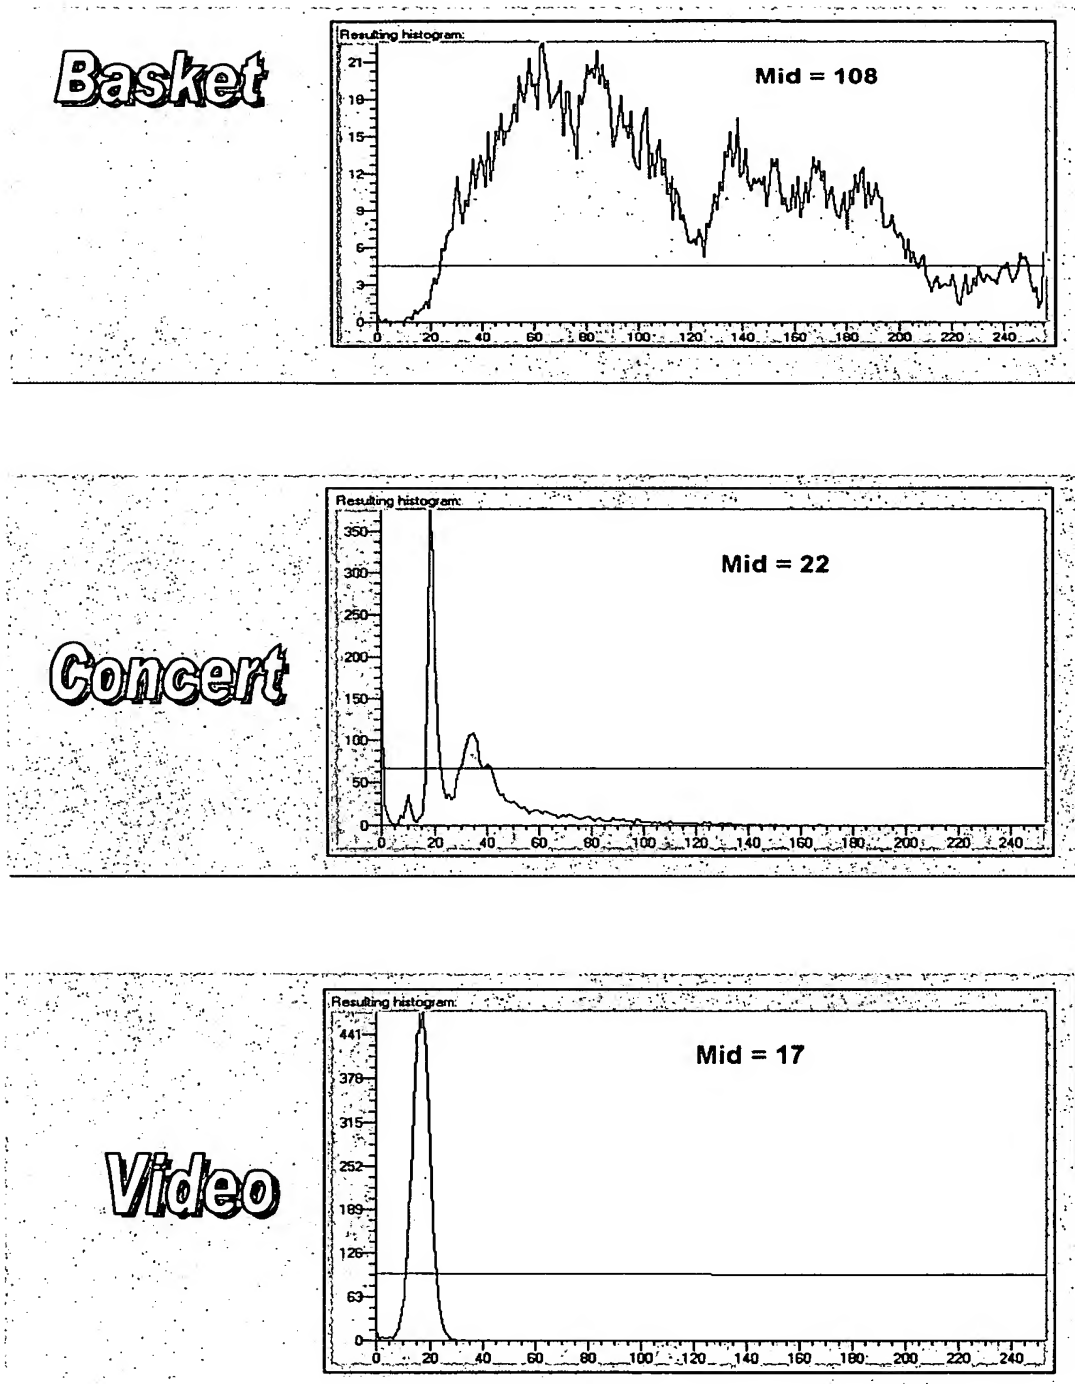 Basket
Resulting histogram:
Mid = 108
21
18
15
12
9
6
3
0
0 20 40 60 80 100 120 140 160 180 200 220 240
Concert
Resulting histogram:
Mid = 22
350
300
250
200
150
100
50
0
0 20 40 60 80 100 120 140 160 180 200 220 240
Video
Resulting histogram:
Mid = 17
441
378
315
252
189
126
63
0
0 20 40 60 80 100 120 140 160 180 200 220 240